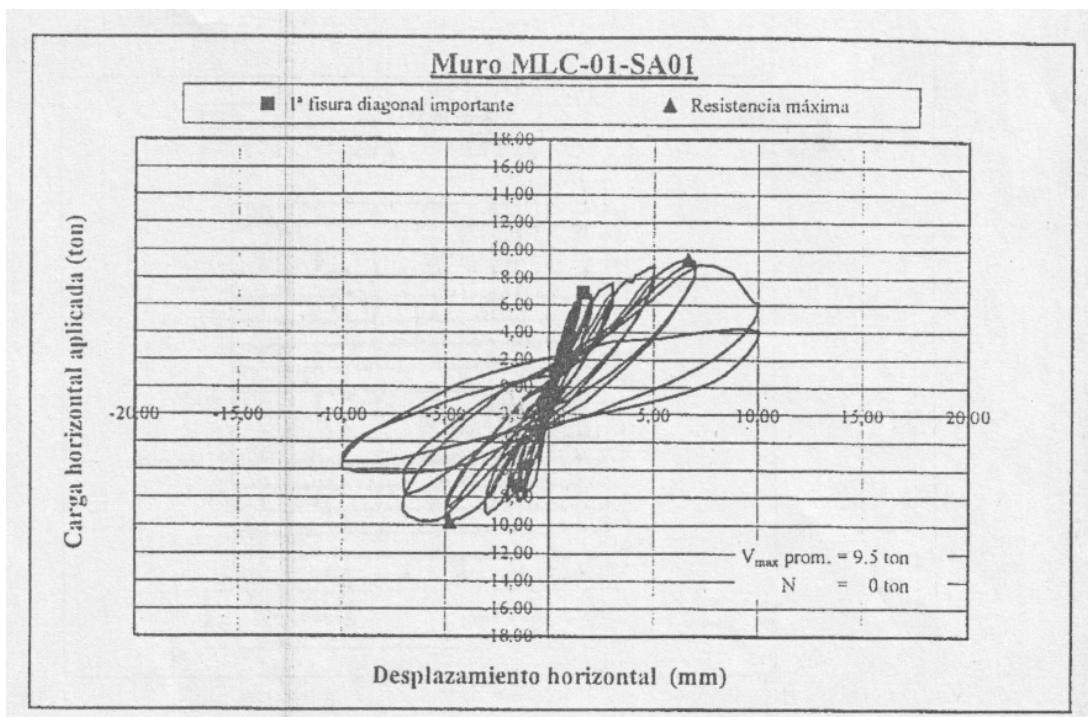 Muro MLC-01-SA01
1ª fisura diagonal importante
Resistencia máxima
Carga horizontal aplicada (ton)
18,00
16,00
14,00
12,00
10,00
8,00
6,00
4,00
2,00
0,00
-20,00 -15,00 -10,00 -5,00 5,00 10,00 15,00 20,00
10,00
-12,00
-14,00
-16,00
-18,00
Vmax prom. = 9.5 ton
N = 0 ton
Desplazamiento horizontal (mm)